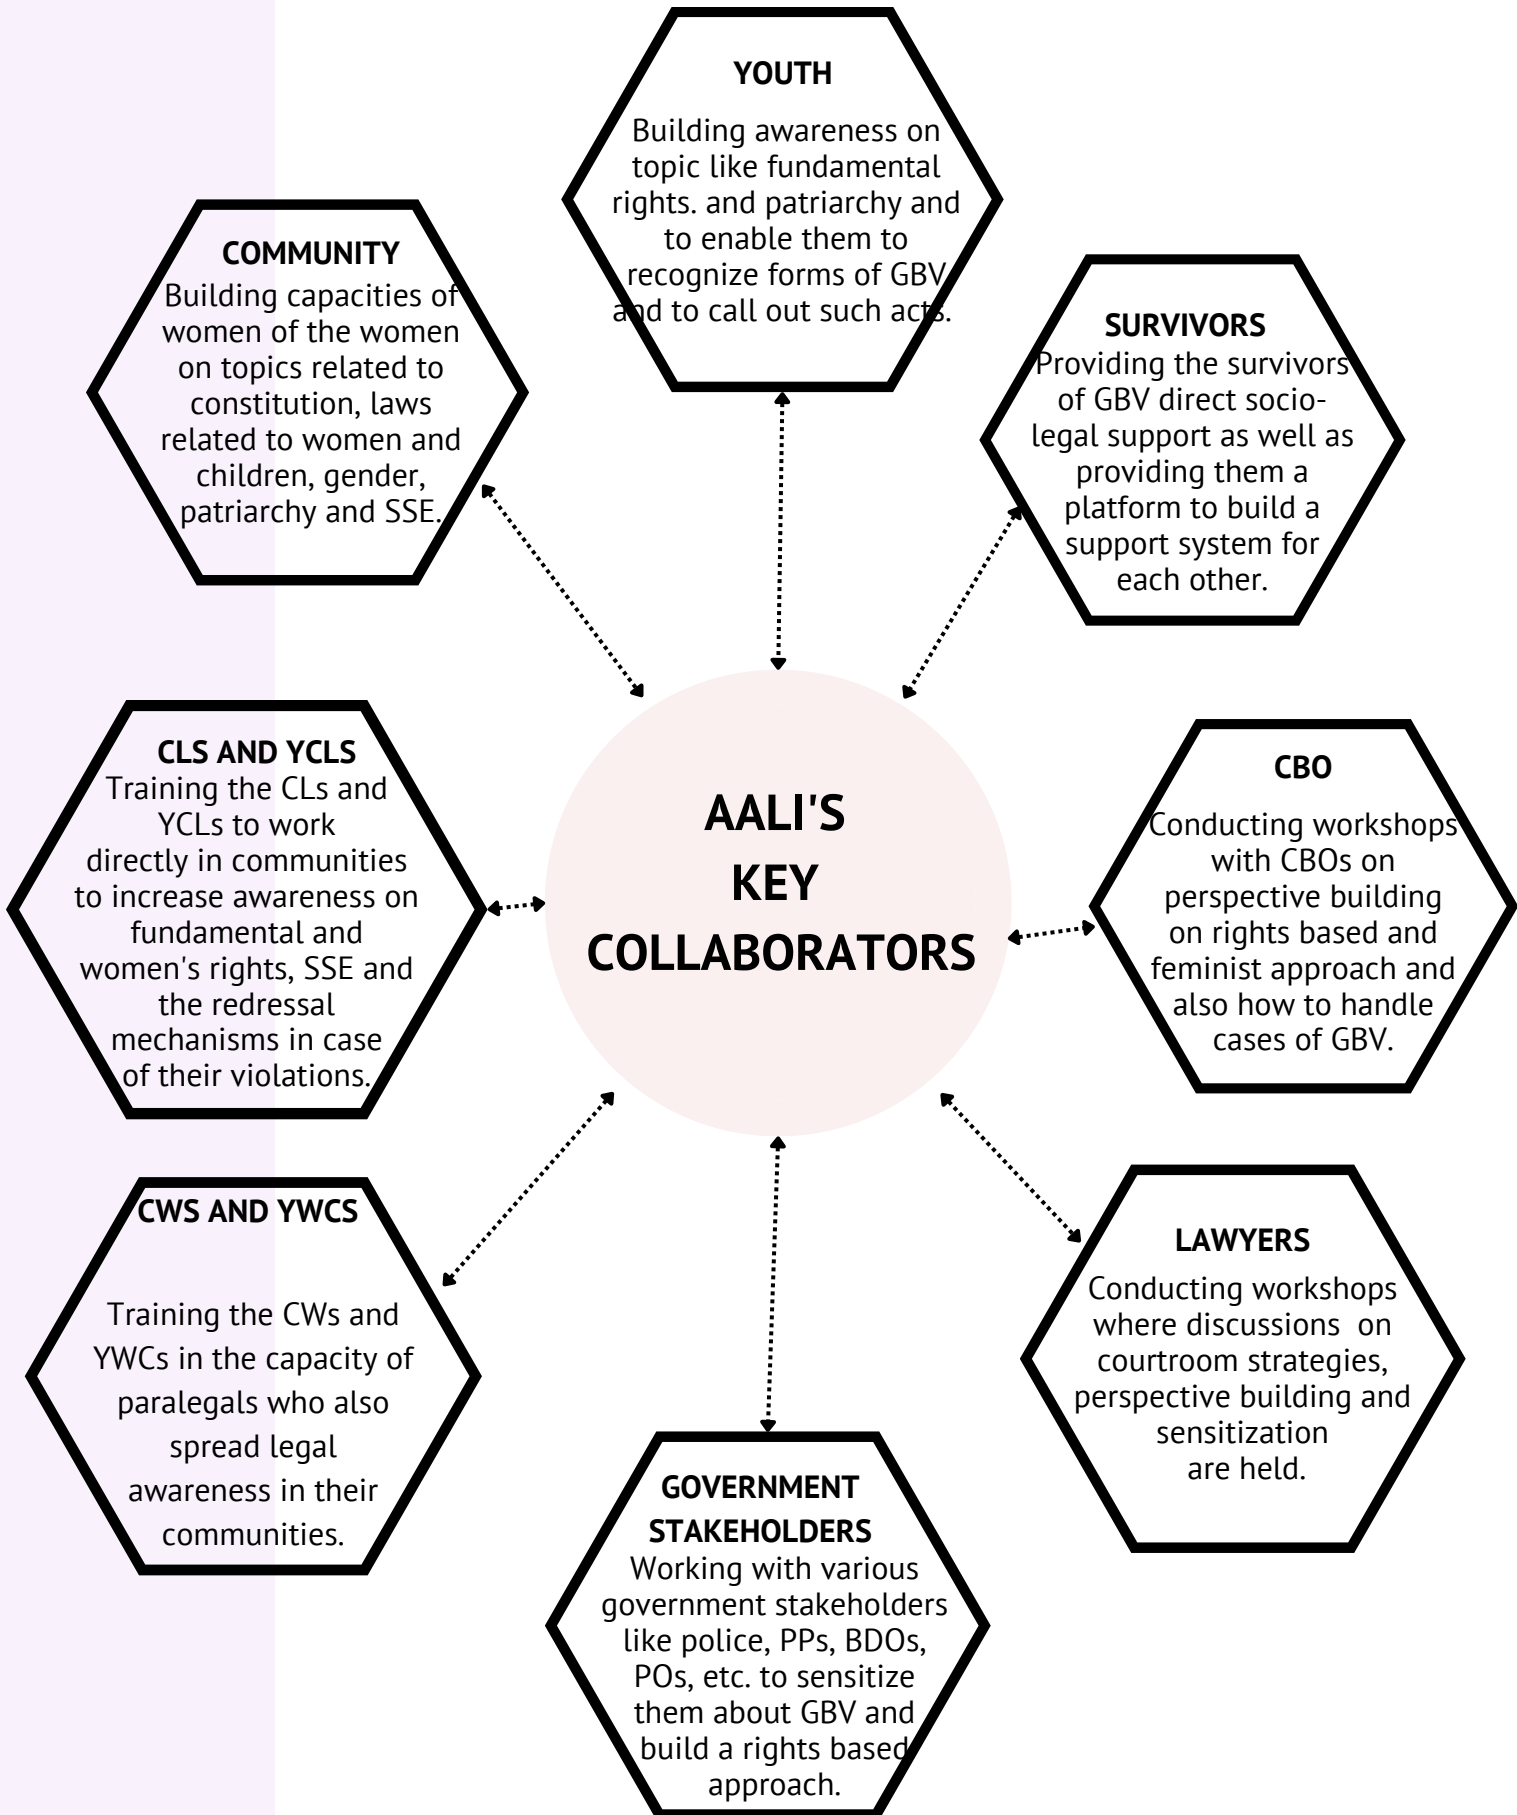 YOUTH
Building awareness on
topic like fundamental
rights. and patriarchy and
to enable them to
recognize forms of GBV
and to call out such acts.
COMMUNITY
Building capacities of
women of the women
on topics related to
constitution, laws
related to women and
children, gender,
patriarchy and SSE.
SURVIVORS
Providing the survivors
of GBV direct socio-
legal support as well as
providing them a
platform to build a
support system for
each other.
CLS AND YCLS
Training the CLs and
YCLs to work
directly in communities
to increase awareness on
fundamental and
women's rights, SSE and
the redressal
mechanisms in case
of their violations.
AALI'S
KEY
COLLABORATORS
CBO
Conducting workshops
with CBOs on
perspective building
on rights based and
feminist approach and
also how to handle
cases of GBV.
CWS AND YWCS
Training the CWs and
YWCs in the capacity of
paralegals who also
spread legal
awareness in their
communities.
LAWYERS
Conducting workshops
where discussions  on
courtroom strategies,
perspective building and
sensitization
are held.
GOVERNMENT
STAKEHOLDERS
Working with various
government stakeholders
like police, PPs, BDOs,
POs, etc. to sensitize
them about GBV and
build a rights based
approach.